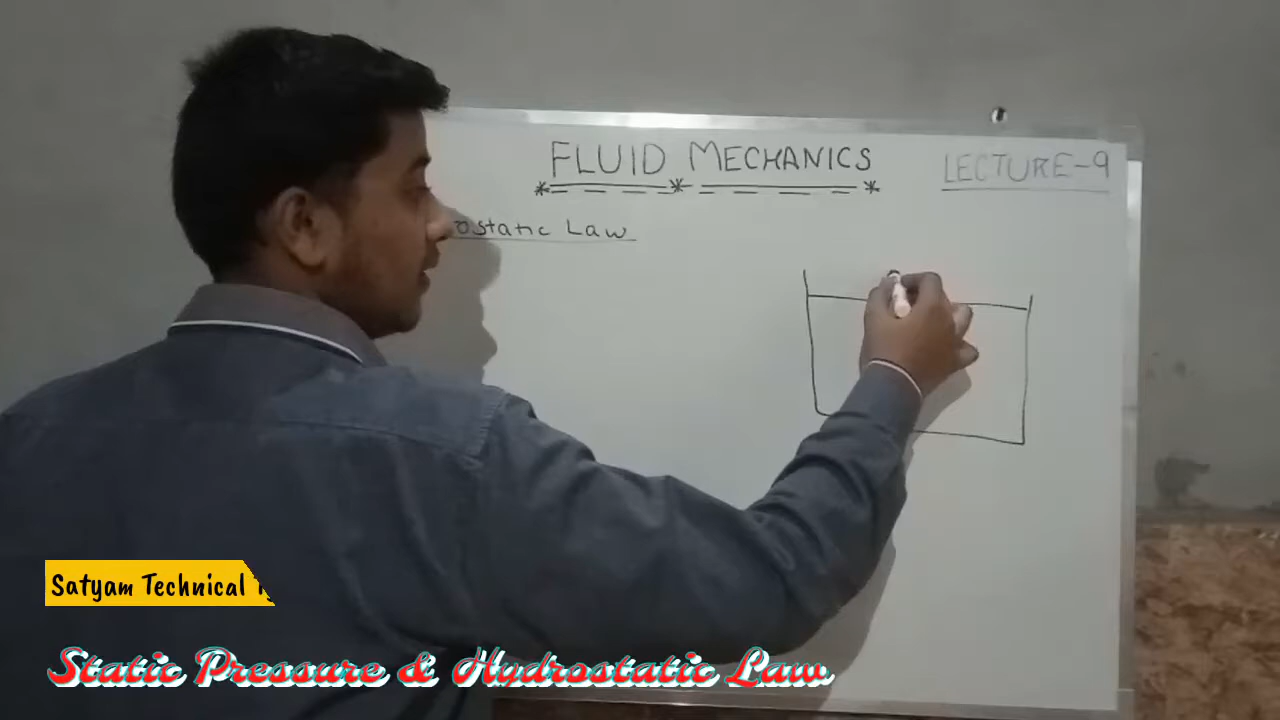 FLUID MECHANICS
LECTURE-9
ostatic Law
Satyam Technical
Static Pressure & Hydrostatic Law